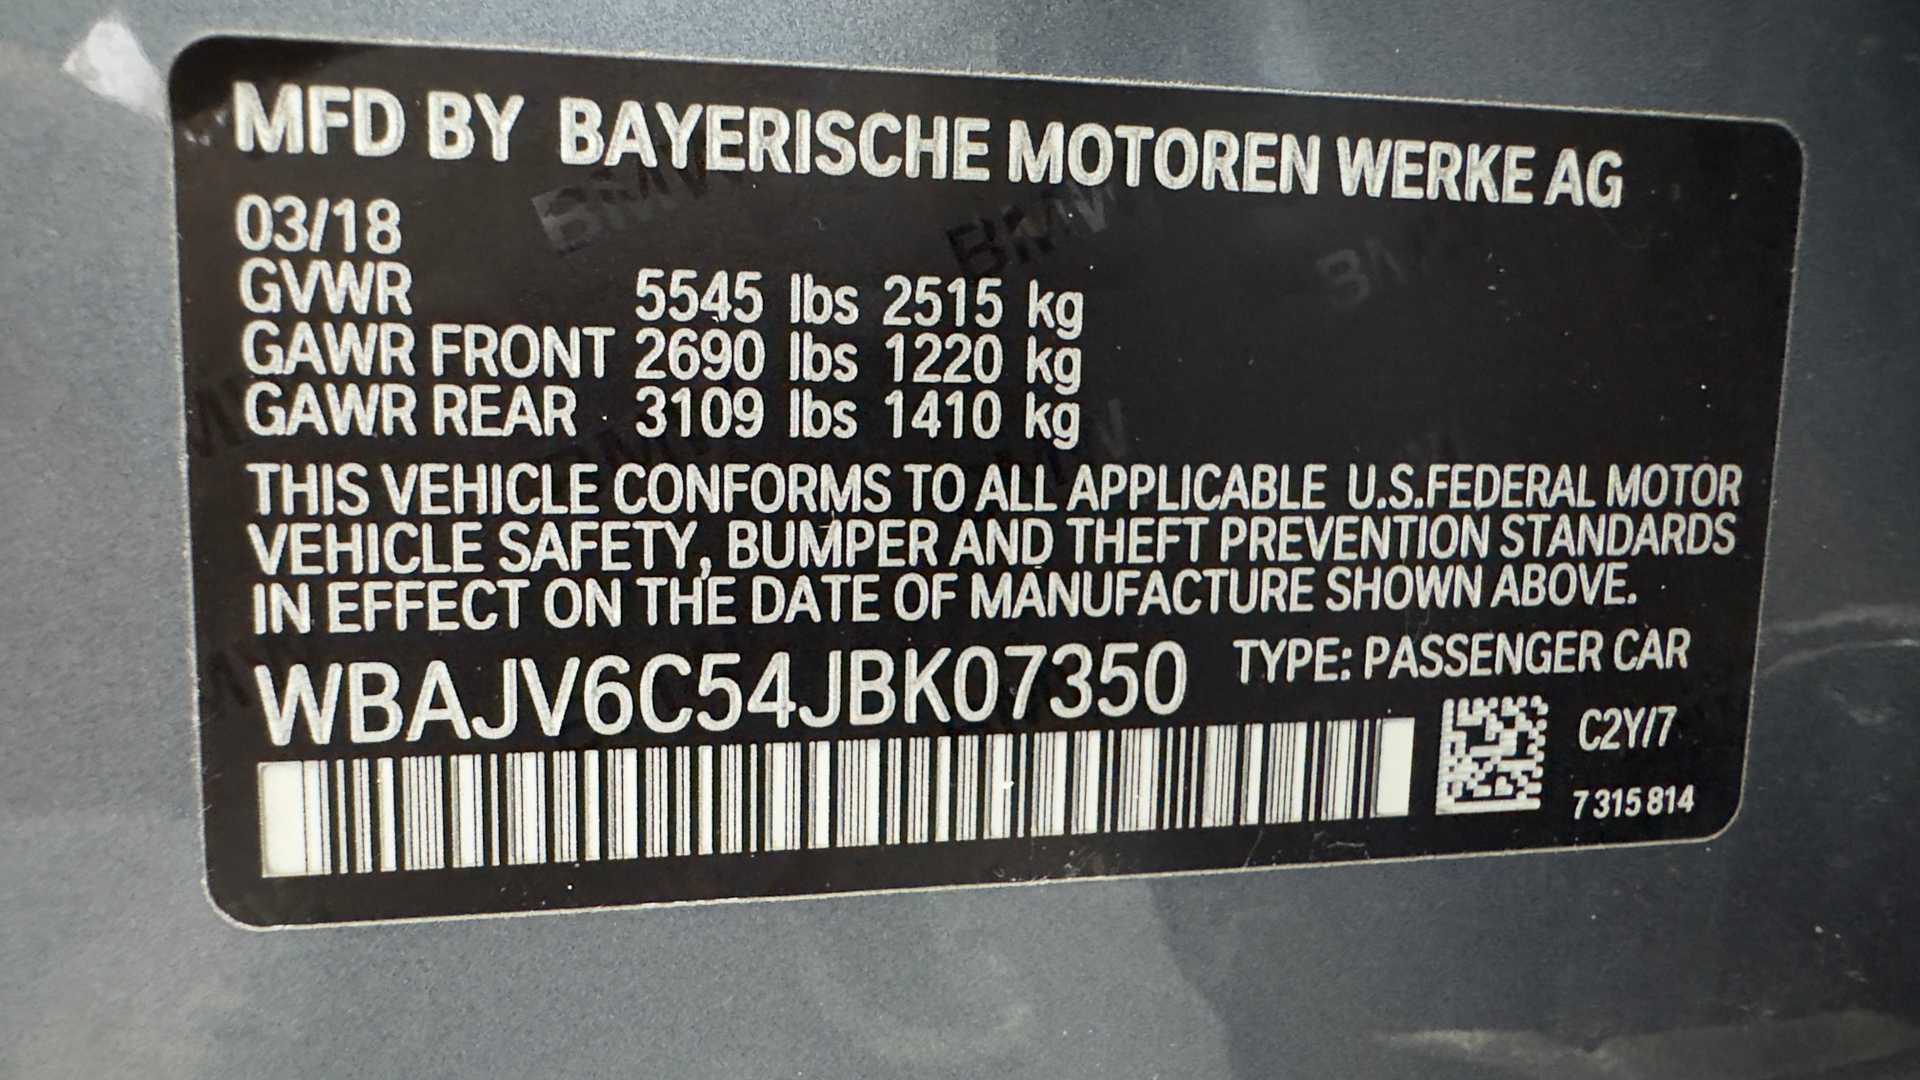 MFD BY BAYERISCHE MOTOREN WERKE AG
03/18
GVWR 5545 lbs 2515 kg
GAWR FRONT 2690 lbs 1220 kg
GAWR REAR 3109 lbs 1410 kg
THIS VEHICLE CONFORMS TO ALL APPLICABLE U.S.FEDERAL MOTOR
VEHICLE SAFETY, BUMPER AND THEFT PREVENTION STANDARDS
IN EFFECT ON THE DATE OF MANUFACTURE SHOWN ABOVE.
WBAJV6C54JBK07350 TYPE: PASSENGER CAR
C2Y/7
7 315 814
BMW
BMW
BMW